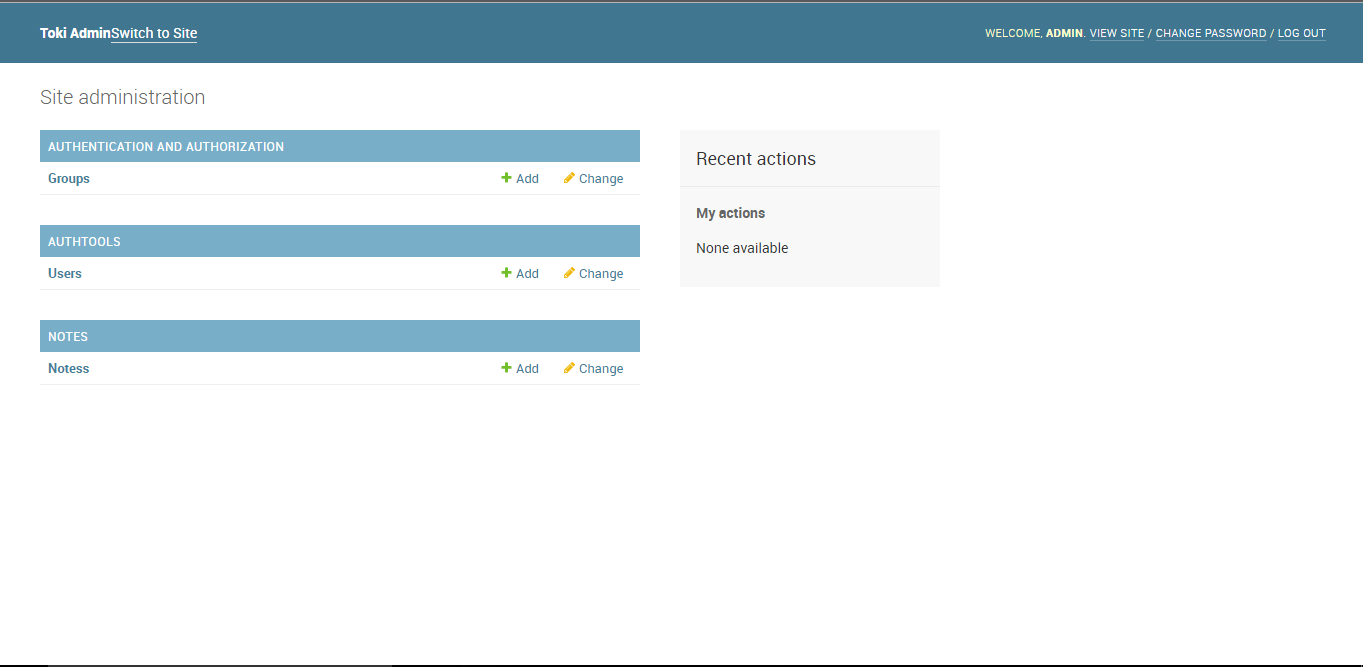 Toki AdminSwitch to Site
WELCOME, ADMIN. VIEW SITE / CHANGE PASSWORD / LOG OUT
Site administration
AUTHENTICATION AND AUTHORIZATION
Groups Add Change
AUTHTOOLS
Users Add Change
NOTES
Notess Add Change
Recent actions
My actions
None available